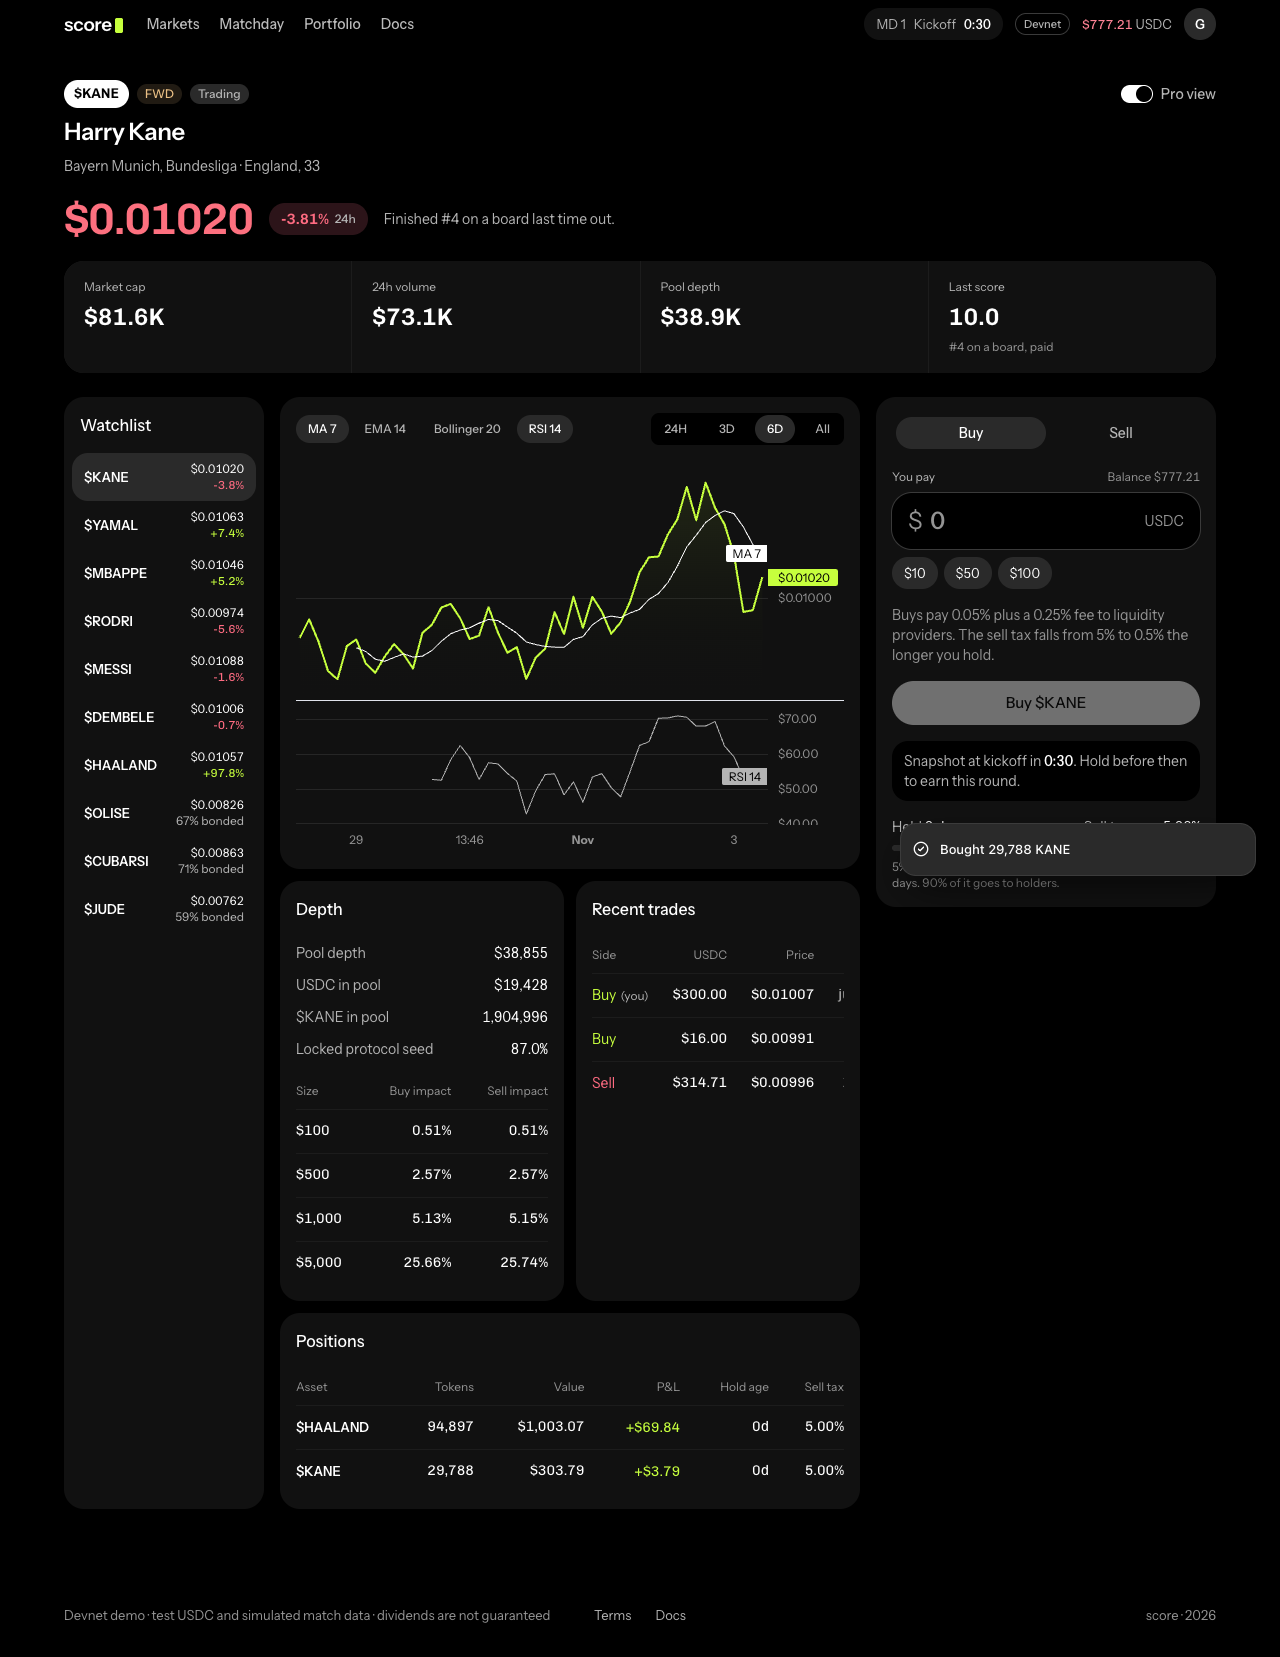 score
Markets Matchday Portfolio Docs
MD 1 Kickoff 0:30
Devnet
$777.21 USDC
G
$KANE FWD Trading
Pro view
Harry Kane
Bayern Munich, Bundesliga · England, 33
$0.01020
-3.81% 24h
Finished #4 on a board last time out.
Market cap
$81.6K
24h volume
$73.1K
Pool depth
$38.9K
Last score
10.0
#4 on a board, paid
Watchlist
$KANE $0.01020
-3.8%
$YAMAL $0.01063
+7.4%
$MBAPPE $0.01046
+5.2%
$RODRI $0.00974
-5.6%
$MESSI $0.01088
-1.6%
$DEMBELE $0.01006
-0.7%
$HAALAND $0.01057
+97.8%
$OLISE $0.00826
67% bonded
$CUBARSI $0.00863
71% bonded
$JUDE $0.00762
59% bonded
MA 7 EMA 14 Bollinger 20 RSI 14
24H 3D 6D All
MA 7
$0.01020
$0.01000
$70.00
$60.00
RSI 14
$50.00
$40.00
29 13:46 Nov 3
Depth
Pool depth $38,855
USDC in pool $19,428
$KANE in pool 1,904,996
Locked protocol seed 87.0%
Size Buy impact Sell impact
$100 0.51% 0.51%
$500 2.57% 2.57%
$1,000 5.13% 5.15%
$5,000 25.66% 25.74%
Recent trades
Side USDC Price
Buy (you) $300.00 $0.01007
Buy $16.00 $0.00991
Sell $314.71 $0.00996
Positions
Asset Tokens Value P&L Hold age Sell tax
$HAALAND 94,897 $1,003.07 +$69.84 0d 5.00%
$KANE 29,788 $303.79 +$3.79 0d 5.00%
Buy Sell
You pay Balance $777.21
$ 0 USDC
$10 $50 $100
Buys pay 0.05% plus a 0.25% fee to liquidity
providers. The sell tax falls from 5% to 0.5% the
longer you hold.
Buy $KANE
Snapshot at kickoff in 0:30. Hold before then
to earn this round.
Bought 29,788 KANE
days. 90% of it goes to holders.
Devnet demo · test USDC and simulated match data · dividends are not guaranteed
Terms Docs
score · 2026